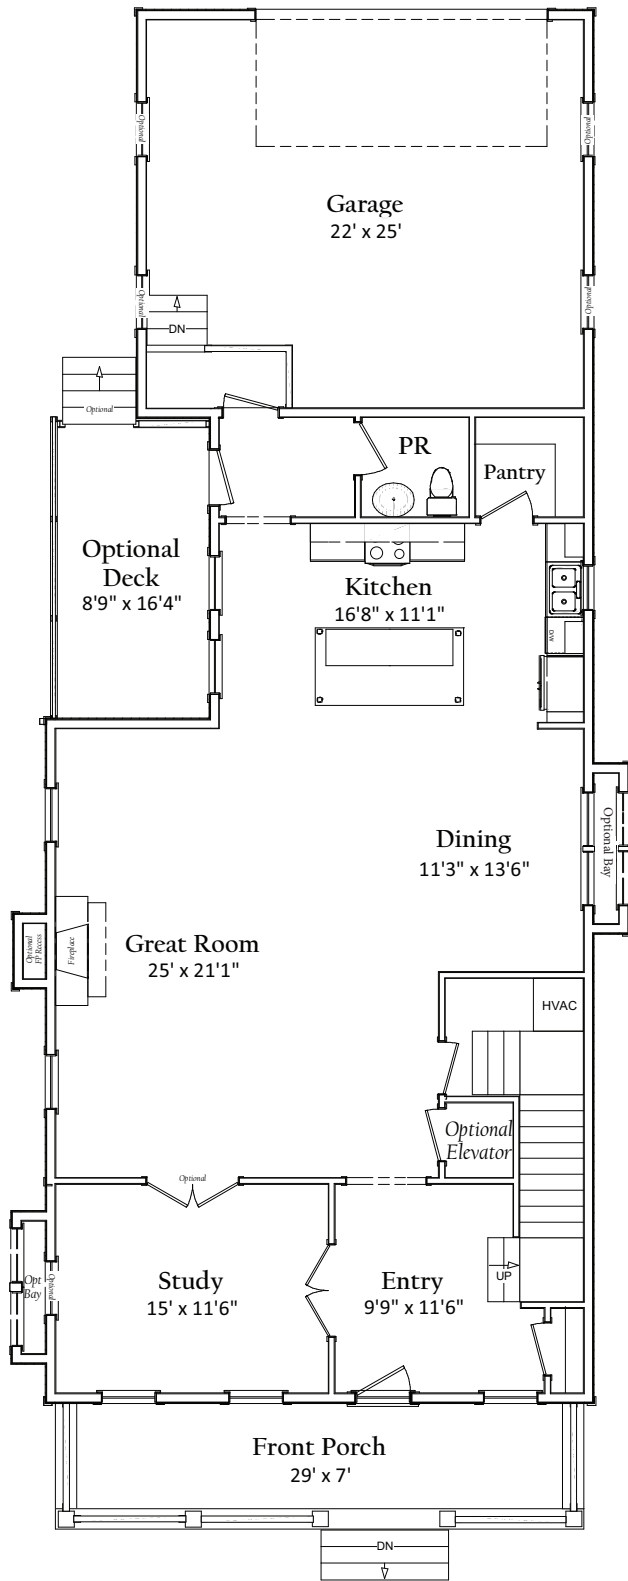 Optional
Optional
Garage
22' x 25'
Optional
Optional
DN
Optional
PR
Pantry
Optional
Deck
8'9" x 16'4"
Kitchen
16'8" x 11'1"
D/W
Dining
11'3" x 13'6"
Optional Bay
Great Room
25' x 21'1"
Optional
FP Recess
Fireplace
HVAC
Optional
Elevator
Optional
Study
15' x 11'6"
Opt
Bay
Optional
Entry
9'9" x 11'6"
UP
Front Porch
29' x 7'
DN